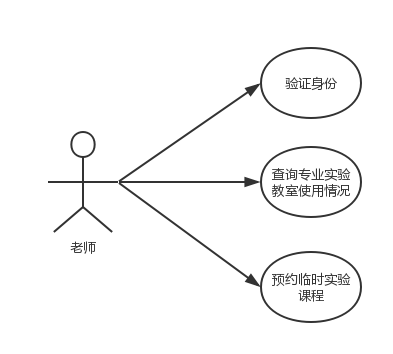 验证身份
查询专业实验
教室使用情况
老师
预约临时实验
课程